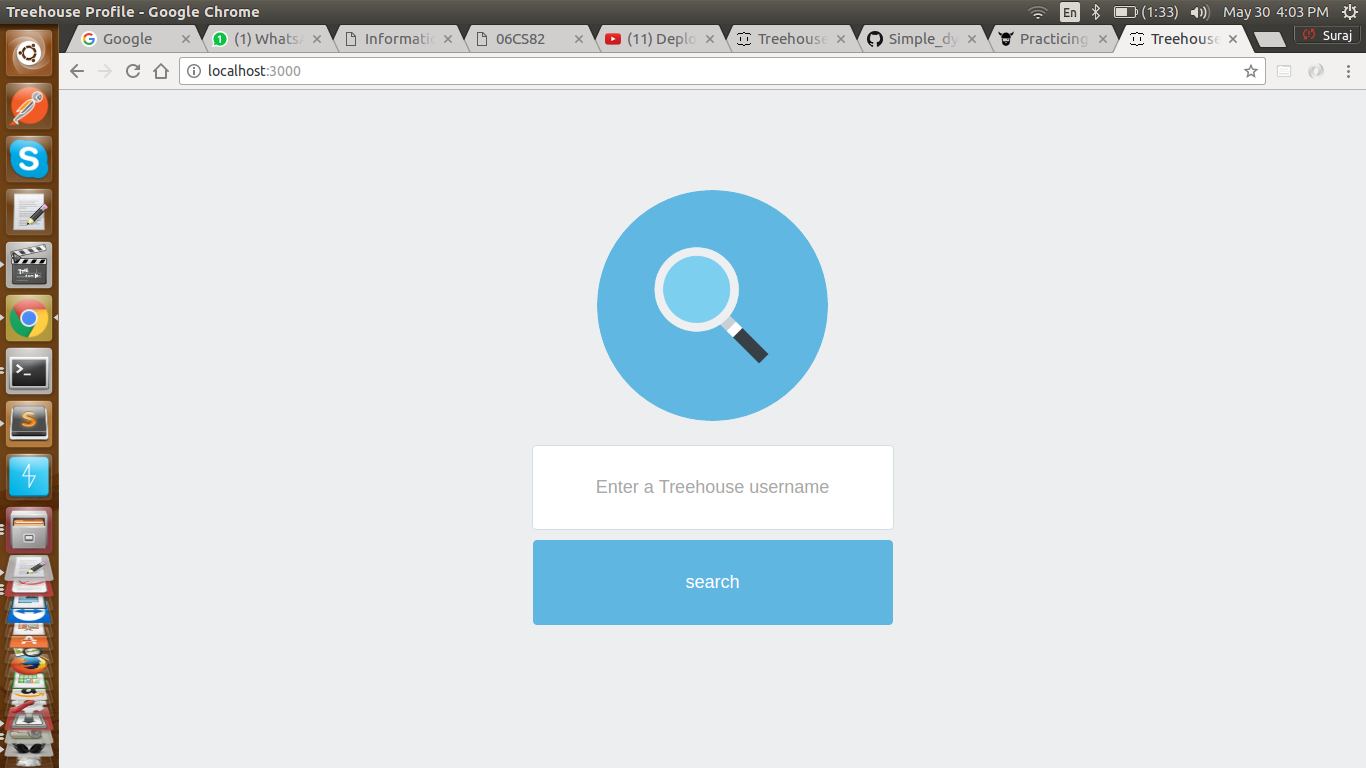 Treehouse Profile - Google Chrome
En
(1:33)
May 30 4:03 PM
Google
(1) Whats
Informati
06CS82
(11) Deplo
Treehouse
Simple_dy
Practicing
Treehouse
Suraj
localhost:3000
Enter a Treehouse username
search